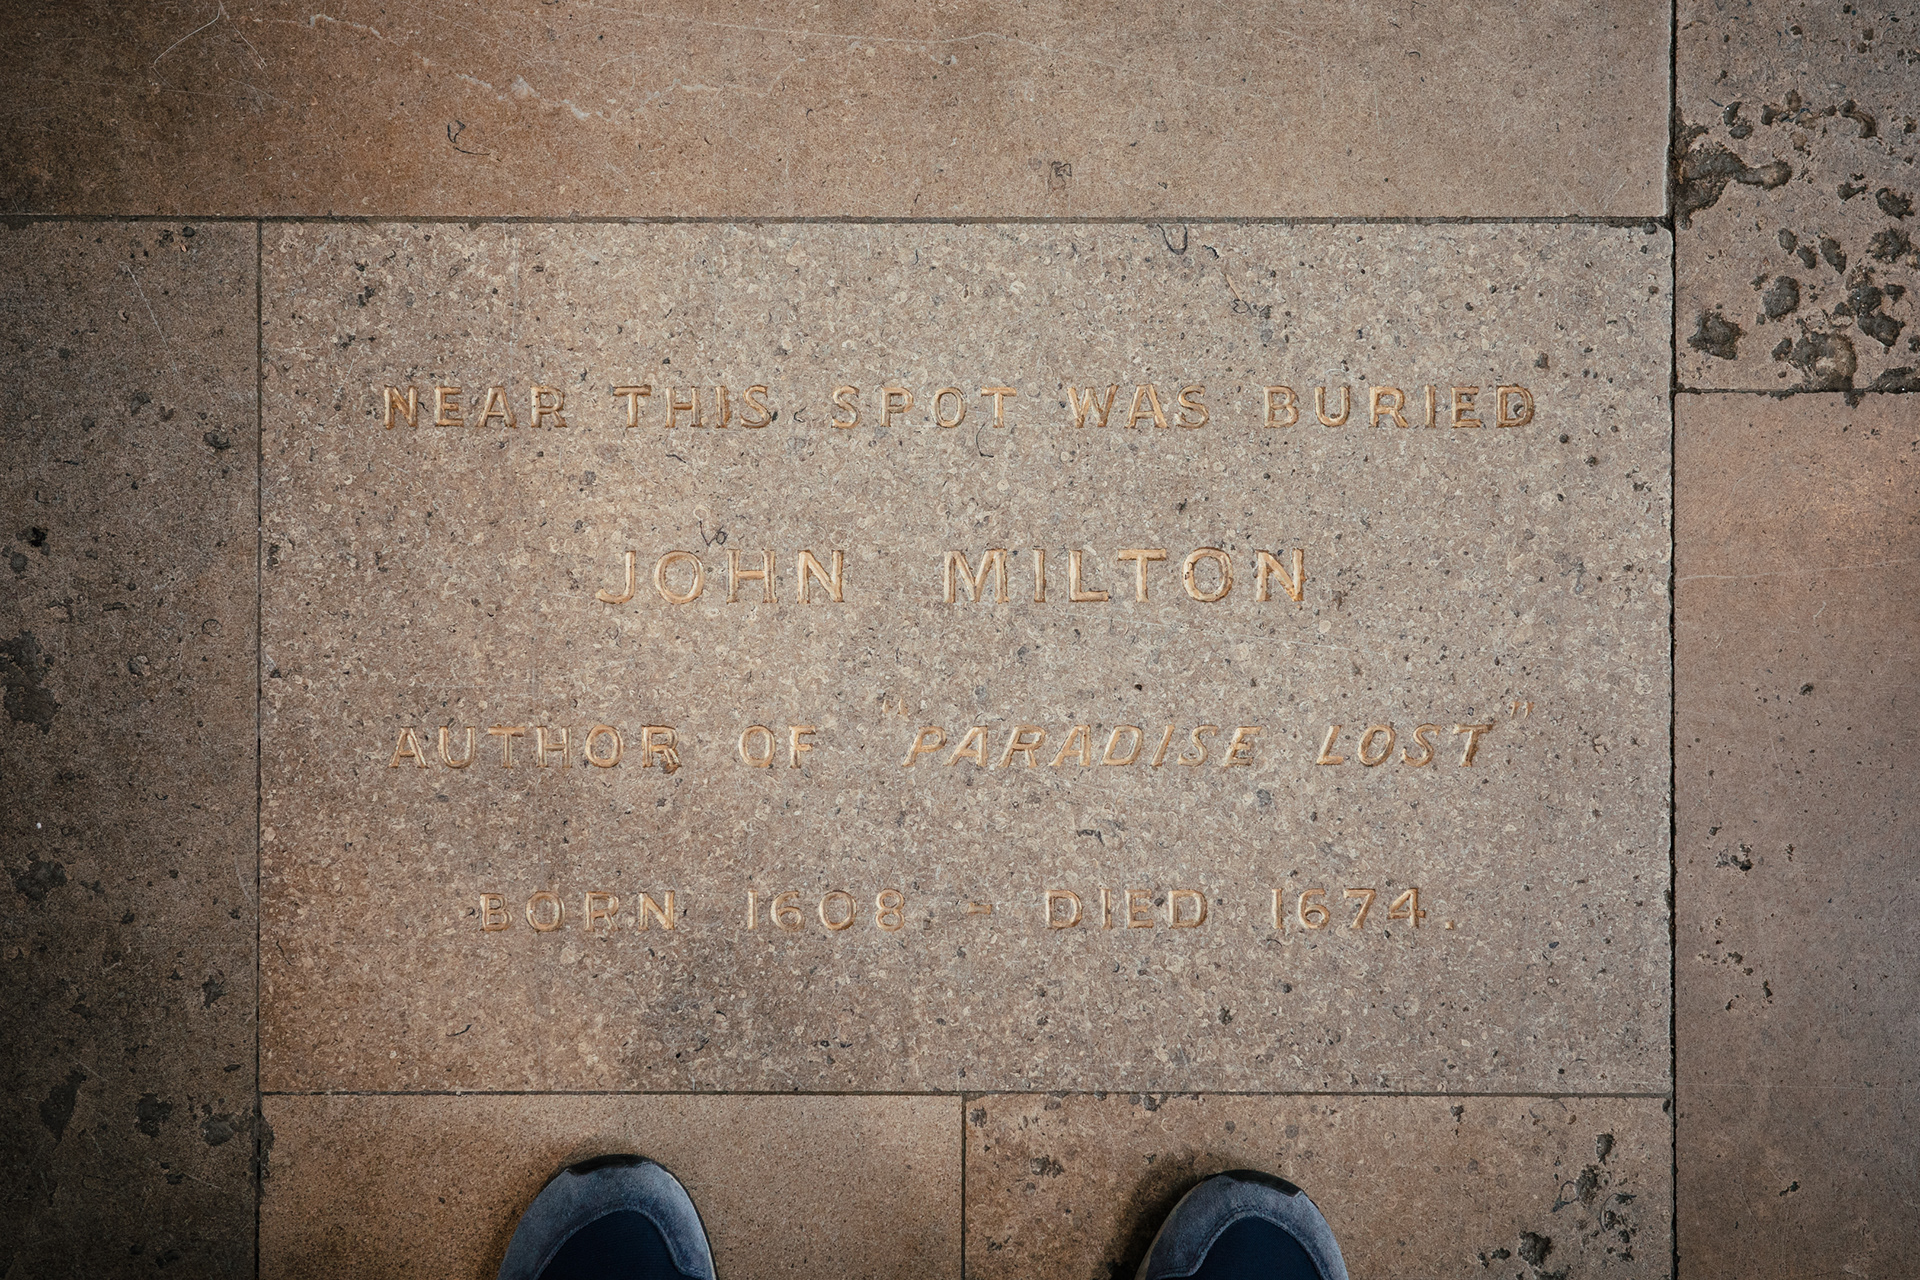 NEAR THIS SPOT WAS BURIED
JOHN MILTON
AUTHOR OF "PARADISE LOST"
BORN 1608 - DIED 1674.